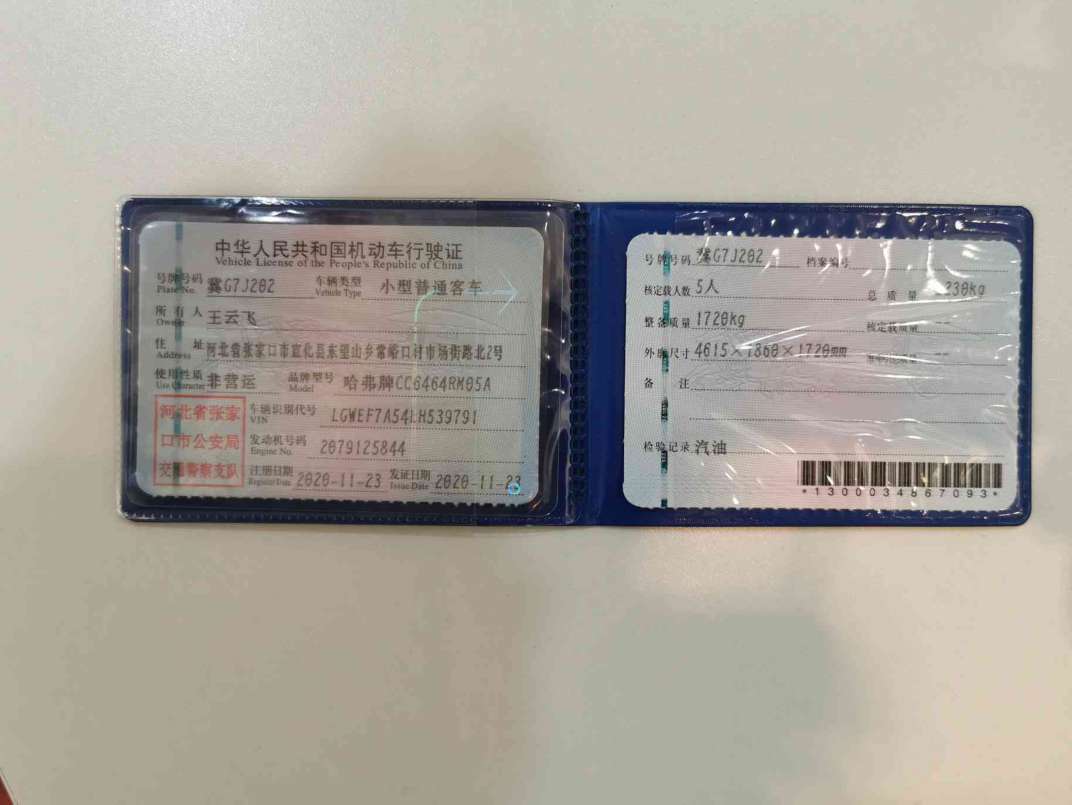 中华人民共和国机动车行驶证
Vehicle License of the People's Republic of China
号牌号码 冀G7J202 车辆类型 小型普通客车
Plate No. Vehicle Type
所有人 王云飞
Owner
住址 河北省张家口市宣化县东望山乡常峪口村市场街路北2号
Address
使用性质 非营运 品牌型号 哈弗牌CC6464RM05A
Use Character Model
河北省张家
口市公安局
交通警察支队
车辆识别代号 LGWEF7A54LH539791
VIN
发动机号码 2079125844
Engine No.
注册日期 2020-11-23 发证日期 2020-11-23
Register Date Issue Date
号牌号码 冀G7J202 档案编号
核定载人数 5人 总质量 230kg
整备质量 1720kg 核定载质量 --
外廓尺寸 4615×1860×1720mm
备注
检验记录 汽油
*1300034867093*